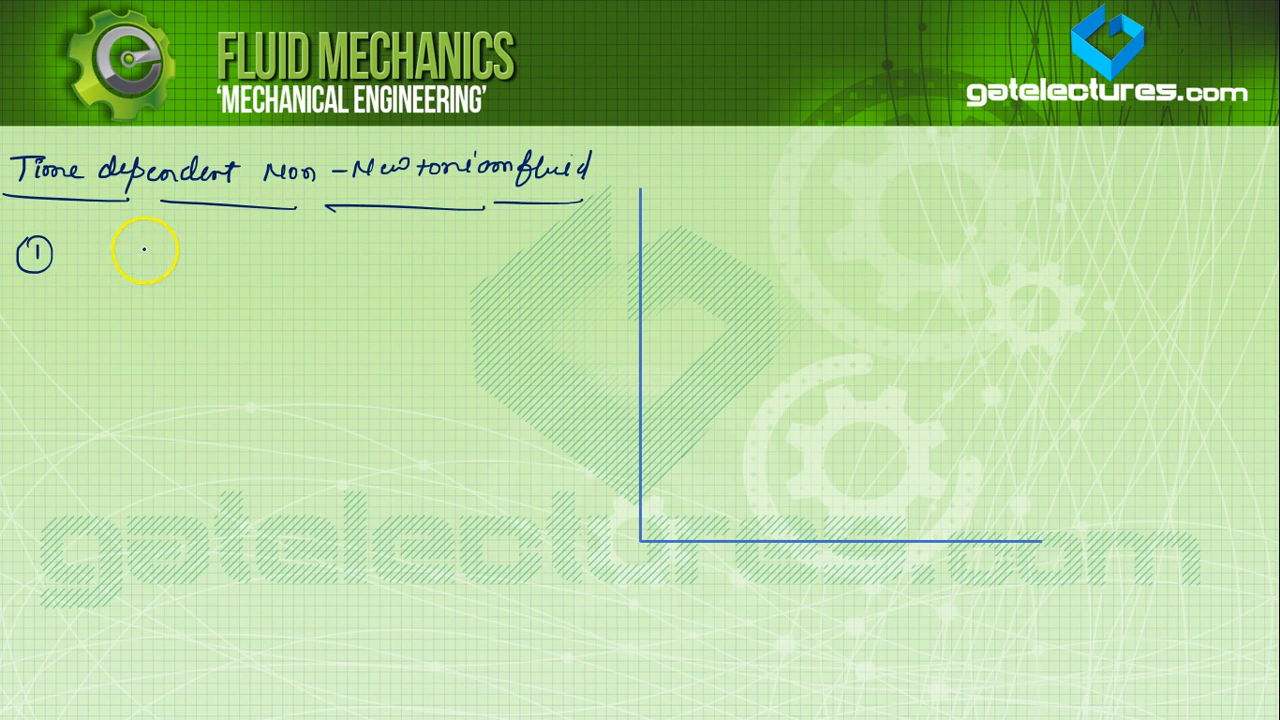 FLUID MECHANICS
'MECHANICAL ENGINEERING'
gatelectures.com
Time dependent Non-Newtonian fluid
①
gatelectures.com